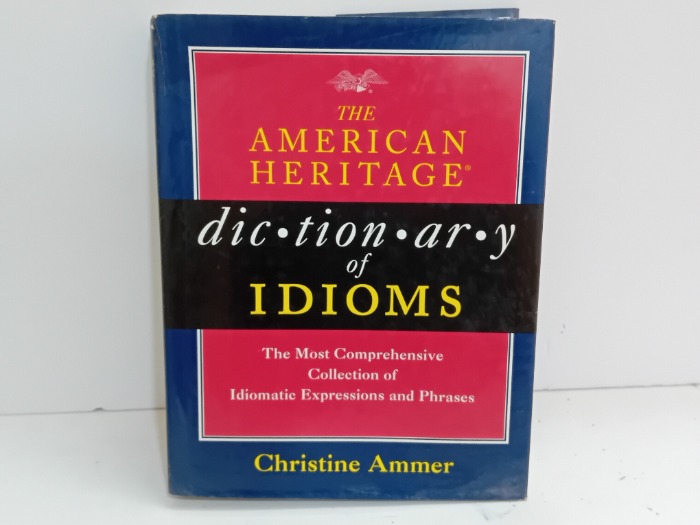 THE
AMERICAN
HERITAGE®
dic•tion•ar•y
of
IDIOMS
The Most Comprehensive
Collection of
Idiomatic Expressions and Phrases
Christine Ammer